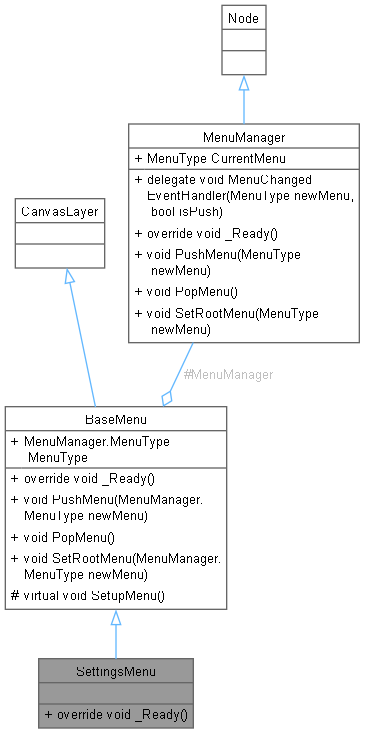 Node
MenuManager
+ MenuType CurrentMenu
+ delegate void MenuChanged
EventHandler(MenuType newMenu,
bool isPush)
+ override void _Ready()
+ void PushMenu(MenuType
newMenu)
+ void PopMenu()
+ void SetRootMenu(MenuType
newMenu)
CanvasLayer
#MenuManager
BaseMenu
+ MenuManager.MenuType
MenuType
+ override void _Ready()
+ void PushMenu(MenuManager.
MenuType newMenu)
+ void PopMenu()
+ void SetRootMenu(MenuManager.
MenuType newMenu)
# virtual void SetupMenu()
SettingsMenu
+ override void _Ready()